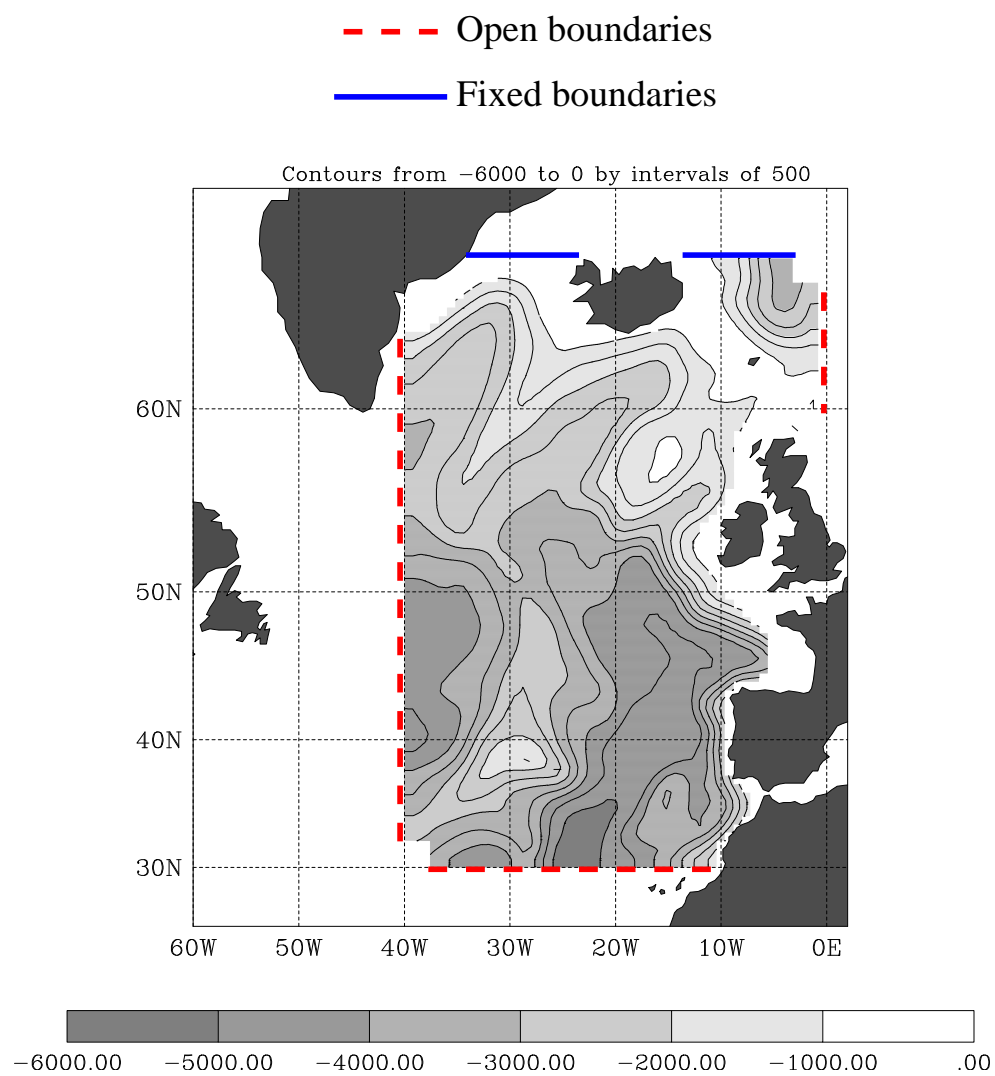 Open boundaries
Fixed boundaries
Contours from −6000 to 0 by intervals of 500
60N
1
50N
40N
30N
60W 50W 40W 30W 20W 10W 0E
−6000.00 −5000.00 −4000.00 −3000.00 −2000.00 −1000.00 .00